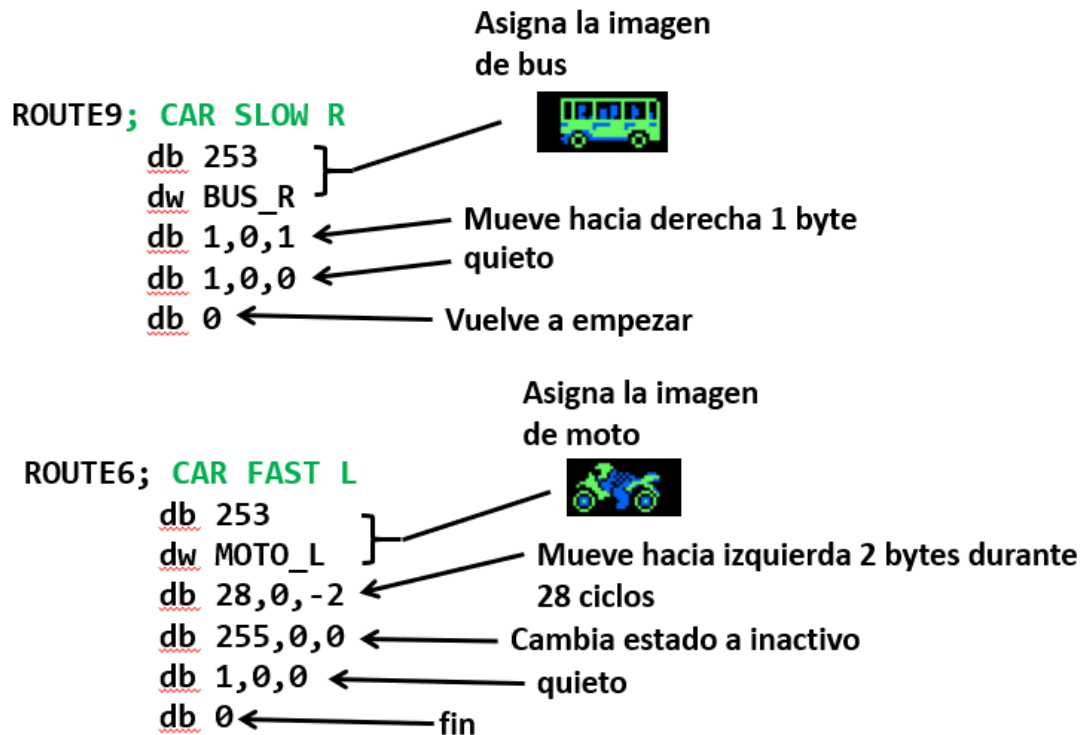 Asigna la imagen
de bus
ROUTE9; CAR SLOW R
db 253
dw BUS_R
db 1,0,1
Mueve hacia derecha 1 byte
db 1,0,0
quieto
db 0
Vuelve a empezar
Asigna la imagen
de moto
ROUTE6; CAR FAST L
db 253
dw MOTO_L
db 28,0,-2
Mueve hacia izquierda 2 bytes durante
28 ciclos
db 255,0,0
Cambia estado a inactivo
db 1,0,0
quieto
db 0
fin